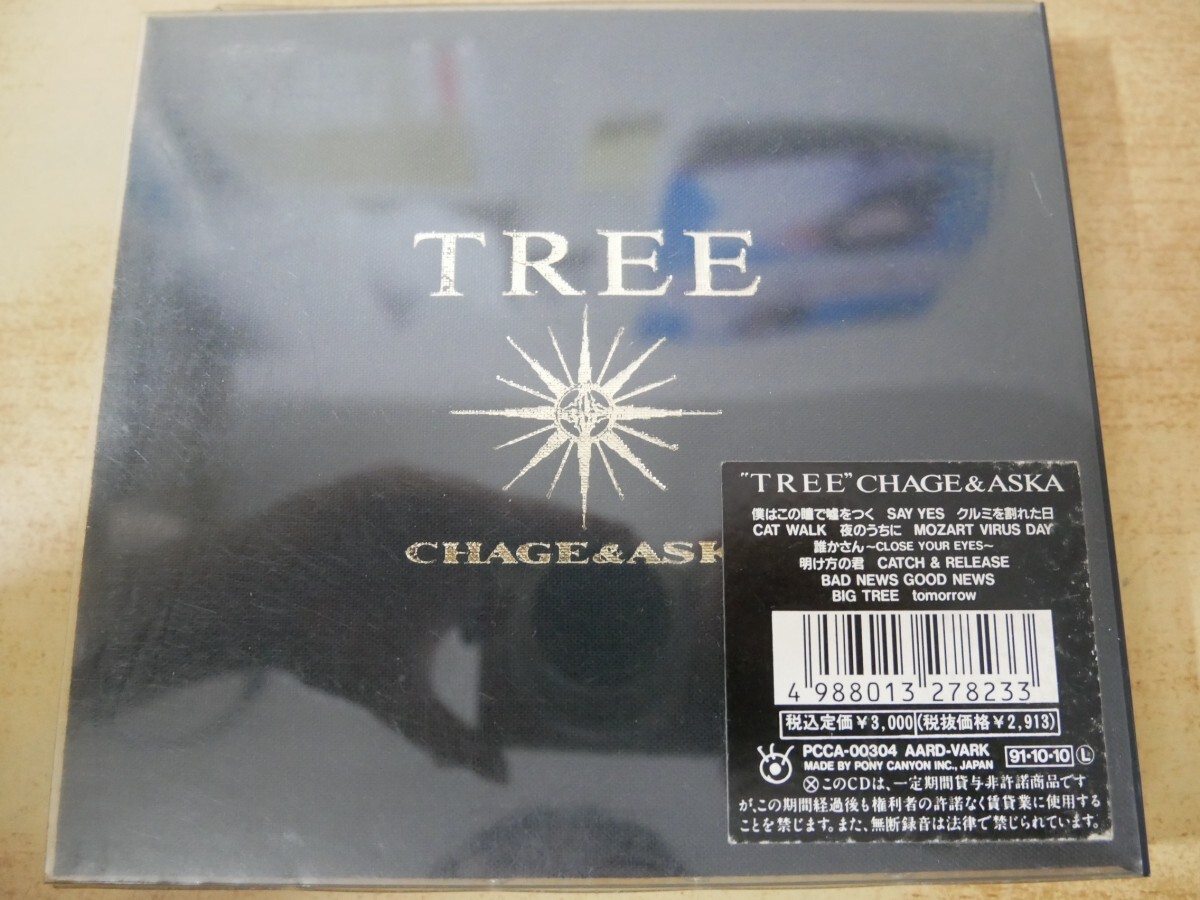 TREE
CHAGE&ASK
"TREE" CHAGE&ASKA
僕はこの瞳で嘘をつく SAY YES クルミを割れた日
CAT WALK 夜のうちに MOZART VIRUS DAY
誰かさん~CLOSE YOUR EYES~
明け方の君 CATCH & RELEASE
BAD NEWS GOOD NEWS
BIG TREE tomorrow
4 988013 278233
税込定価¥3,000(税抜価格¥2,913)
PCCA-00304 AARD-VARK
MADE BY PONY CANYON INC., JAPAN
91・10・10 L
ⓧこのCDは、一定期間貸与非許諾商品です
が、この期間経過後も権利者の許諾なく賃貸業に使用する
ことを禁じます。また、無断録音は法律で禁じられています。